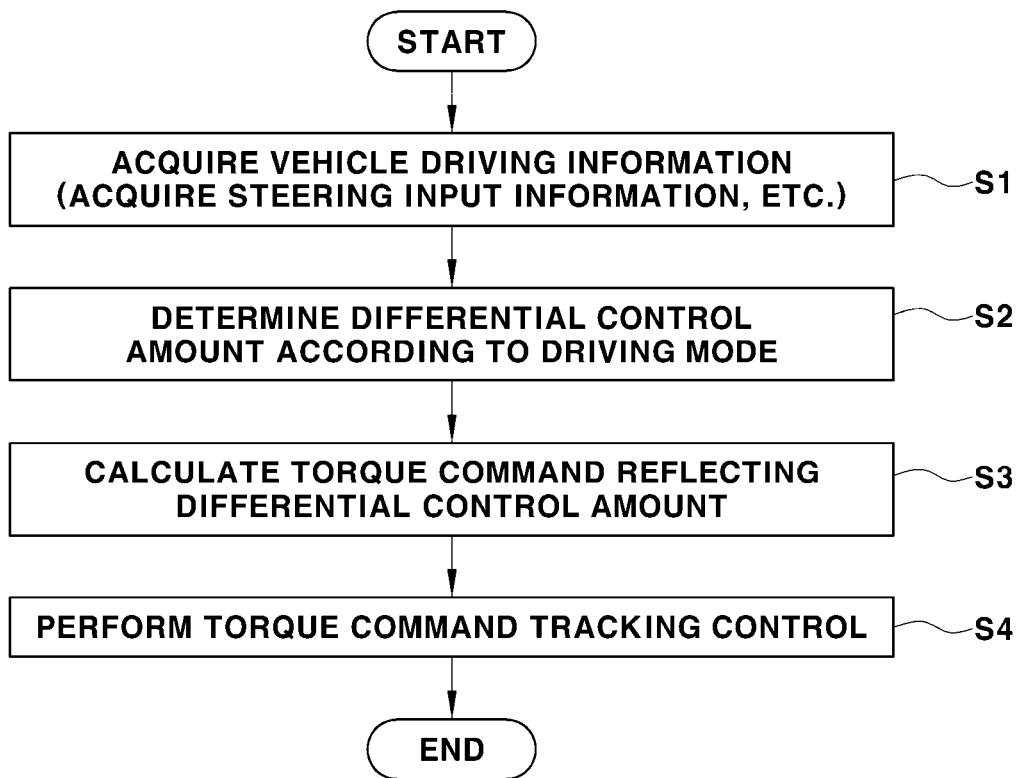 START
ACQUIRE VEHICLE DRIVING INFORMATION
(ACQUIRE STEERING INPUT INFORMATION, ETC.)
S1
DETERMINE DIFFERENTIAL CONTROL
AMOUNT ACCORDING TO DRIVING MODE
S2
CALCULATE TORQUE COMMAND REFLECTING
DIFFERENTIAL CONTROL AMOUNT
S3
PERFORM TORQUE COMMAND TRACKING CONTROL
S4
END